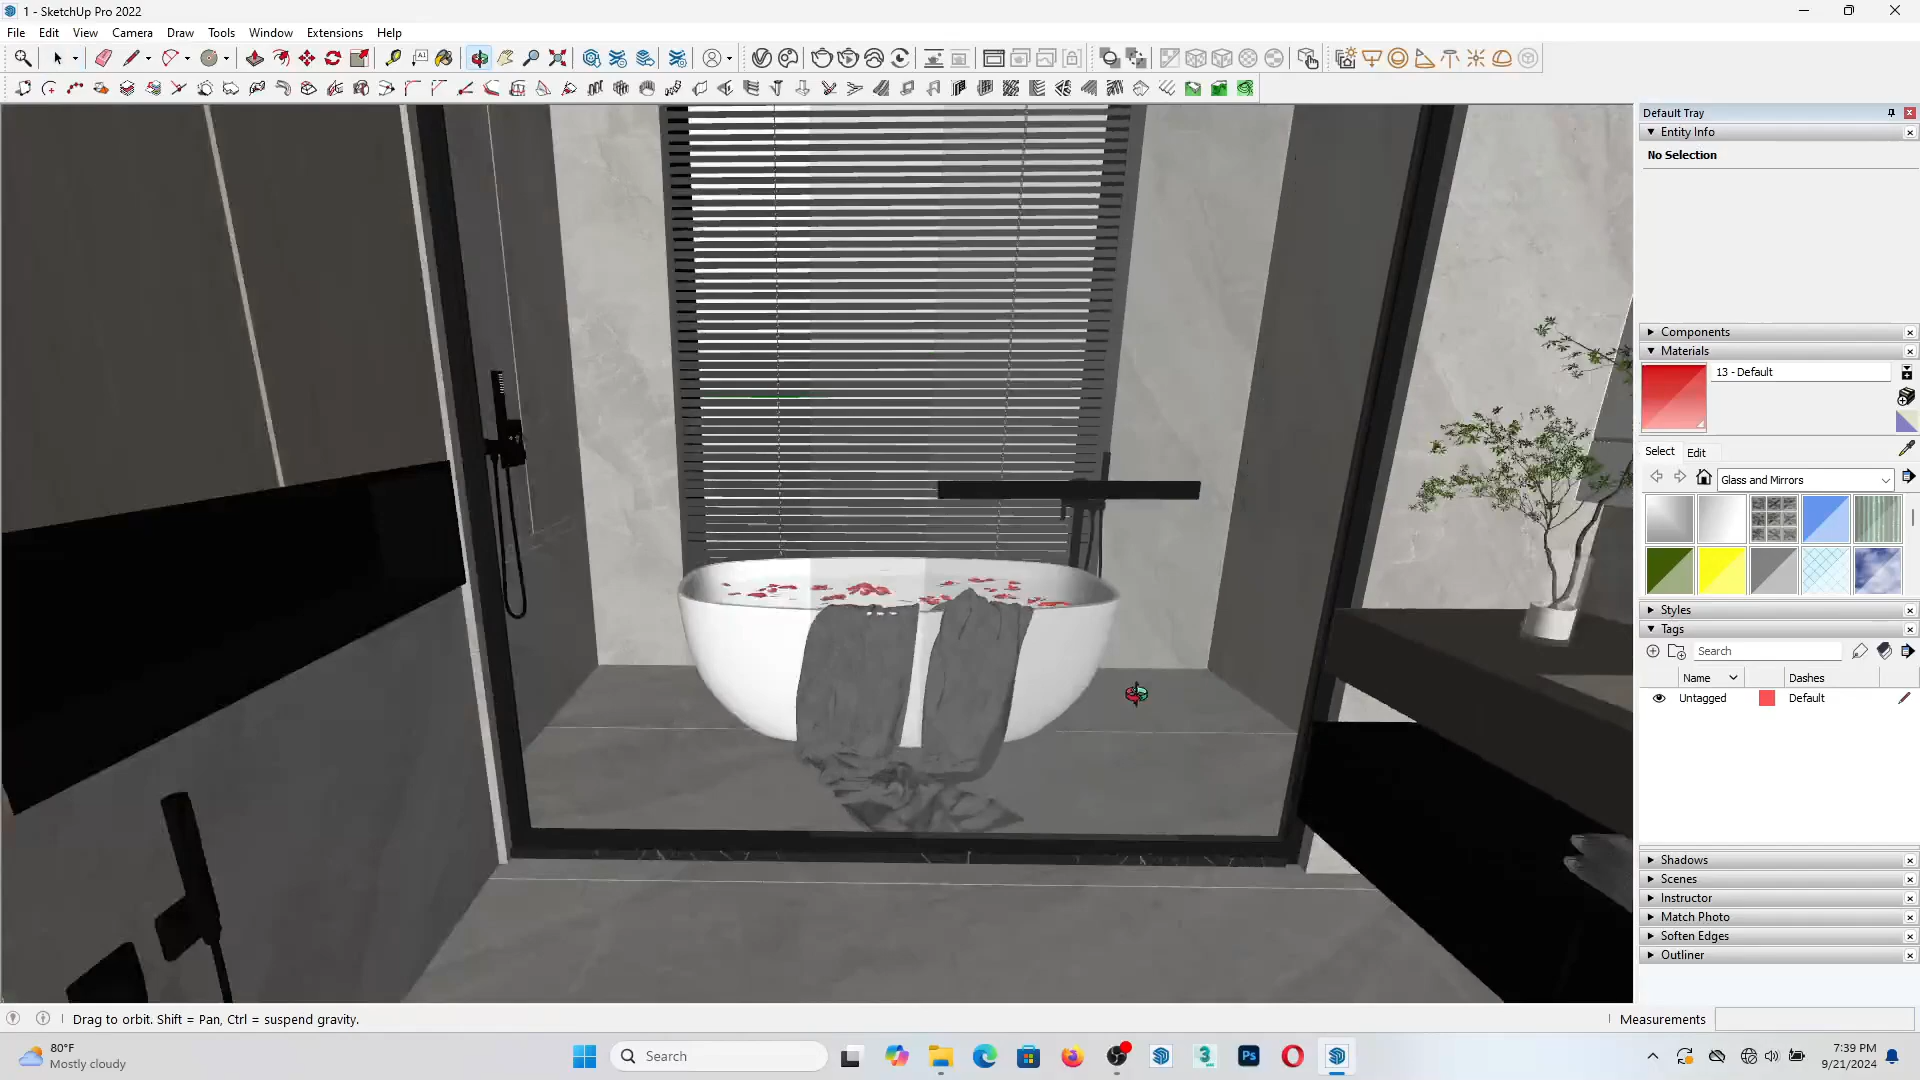 1 - SketchUp Pro 2022
File Edit View Camera Draw Tools Window Extensions Help
Default Tray
Entity Info
No Selection
Components
Materials
13 - Default
Select Edit
Glass and Mirrors
Styles
Tags
Search
Name Dashes
Untagged Default
Shadows
Scenes
Instructor
Match Photo
Soften Edges
Outliner
Drag to orbit. Shift = Pan, Ctrl = suspend gravity.
Measurements
80°F
Mostly cloudy
Search
3
Ps
7:39 PM
9/21/2024